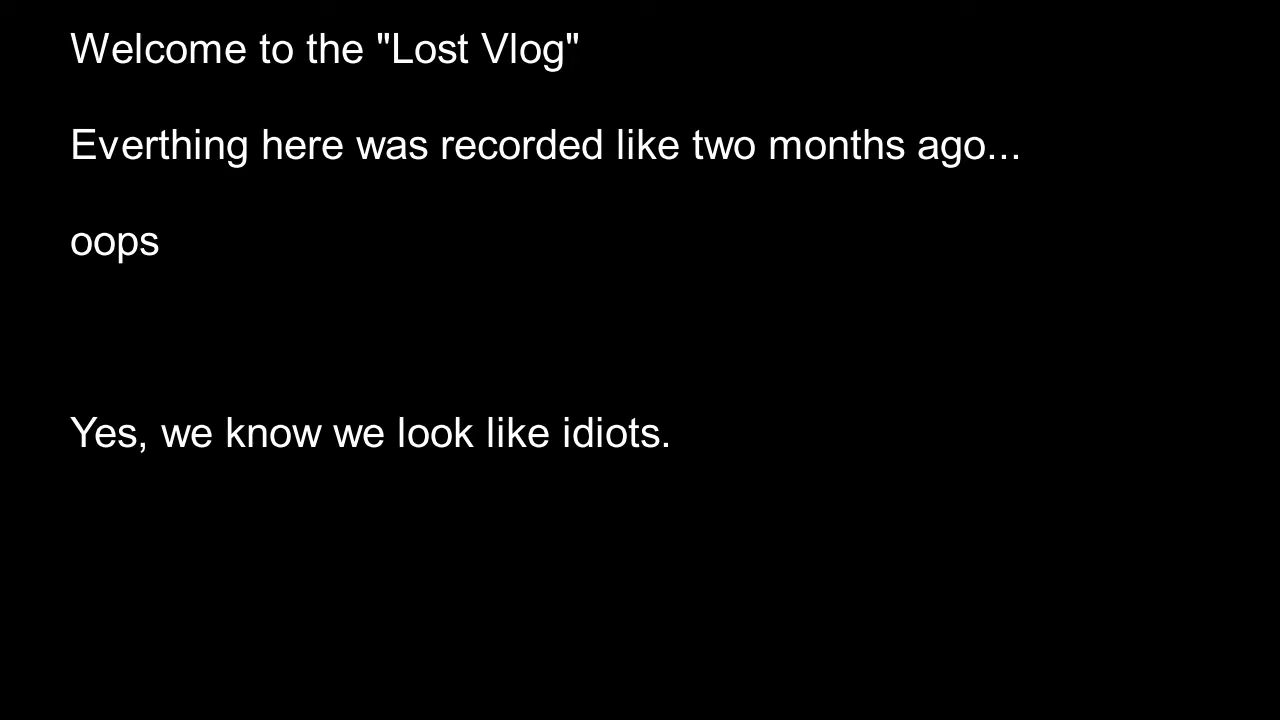 Welcome to the "Lost Vlog"
Everthing here was recorded like two months ago...
oops
Yes, we know we look like idiots.